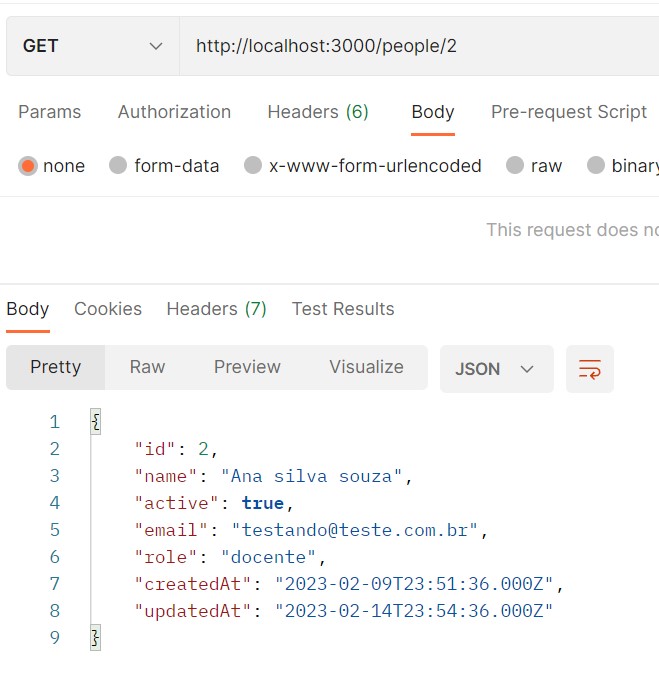 GET http://localhost:3000/people/2
Params Authorization Headers (6) Body Pre-request Script
none form-data x-www-form-urlencoded raw binary
This request does no
Body Cookies Headers (7) Test Results
Pretty Raw Preview Visualize JSON
1 {
2 "id": 2,
3 "name": "Ana silva souza",
4 "active": true,
5 "email": "testando@teste.com.br",
6 "role": "docente",
7 "createdAt": "2023-02-09T23:51:36.000Z",
8 "updatedAt": "2023-02-14T23:54:36.000Z"
9 }